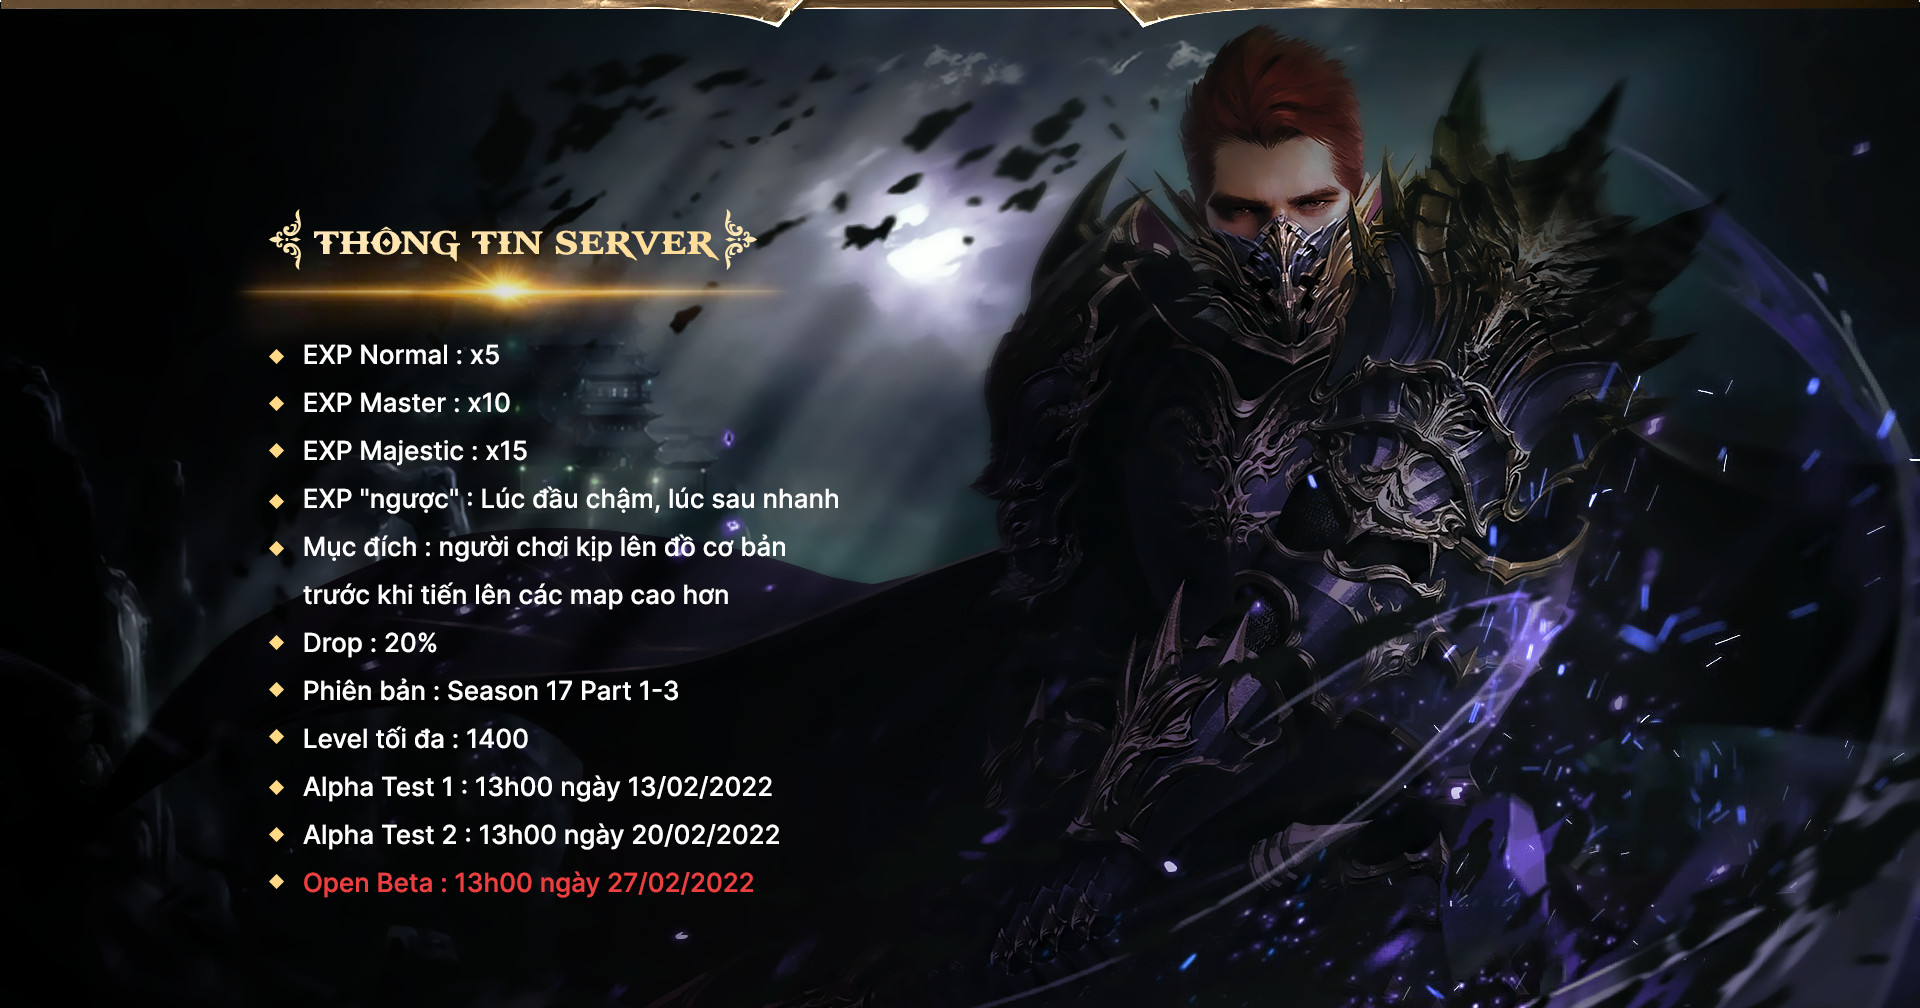 THÔNG TIN SERVER
EXP Normal : x5
EXP Master : x10
EXP Majestic : x15
EXP "ngược" : Lúc đầu chậm, lúc sau nhanh
Mục đích : người chơi kịp lên đồ cơ bản
trước khi tiến lên các map cao hơn
Drop : 20%
Phiên bản : Season 17 Part 1-3
Level tối đa : 1400
Alpha Test 1 : 13h00 ngày 13/02/2022
Alpha Test 2 : 13h00 ngày 20/02/2022
Open Beta : 13h00 ngày 27/02/2022